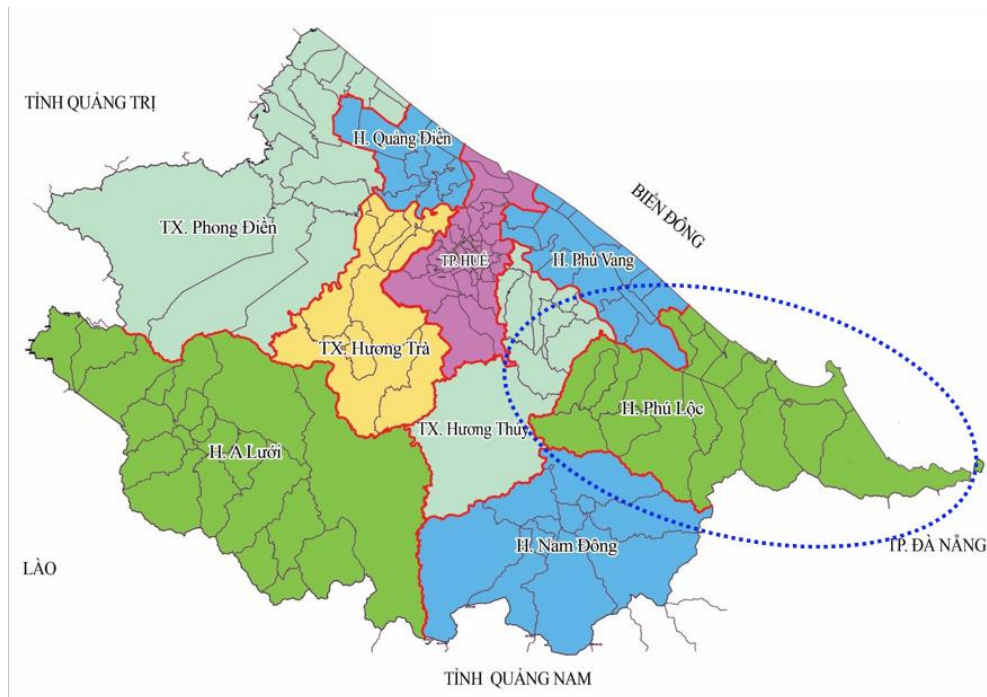 TỈNH QUẢNG TRỊ
H. Quảng Điền
BIỂN ĐÔNG
TX. Phong Điền
TP. HUẾ
H. Phú Vang
TX. Hương Trà
H. Phú Lộc
TX. Hương Thủy
H. A Lưới
H. Nam Đông
TP. ĐÀ NẴNG
LÀO
TỈNH QUẢNG NAM